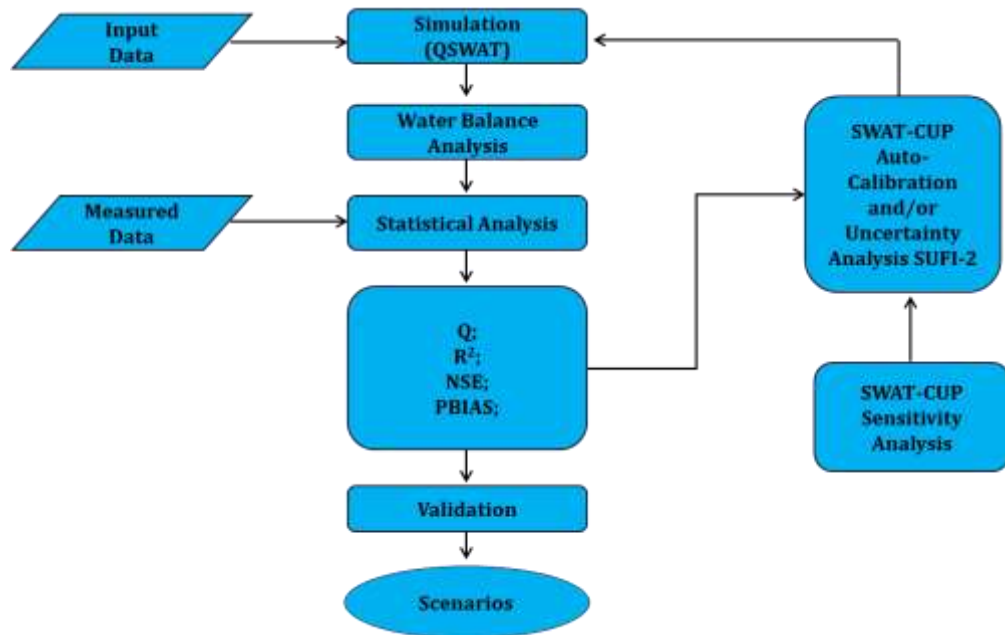 Input
Data
Simulation
(QSWAT)
Water Balance
Analysis
Measured
Data
Statistical Analysis
Q;
R²;
NSE;
PBIAS;
Validation
Scenarios
SWAT-CUP
Auto-
Calibration
and/or
Uncertainty
Analysis SUFI-2
SWAT-CUP
Sensitivity
Analysis